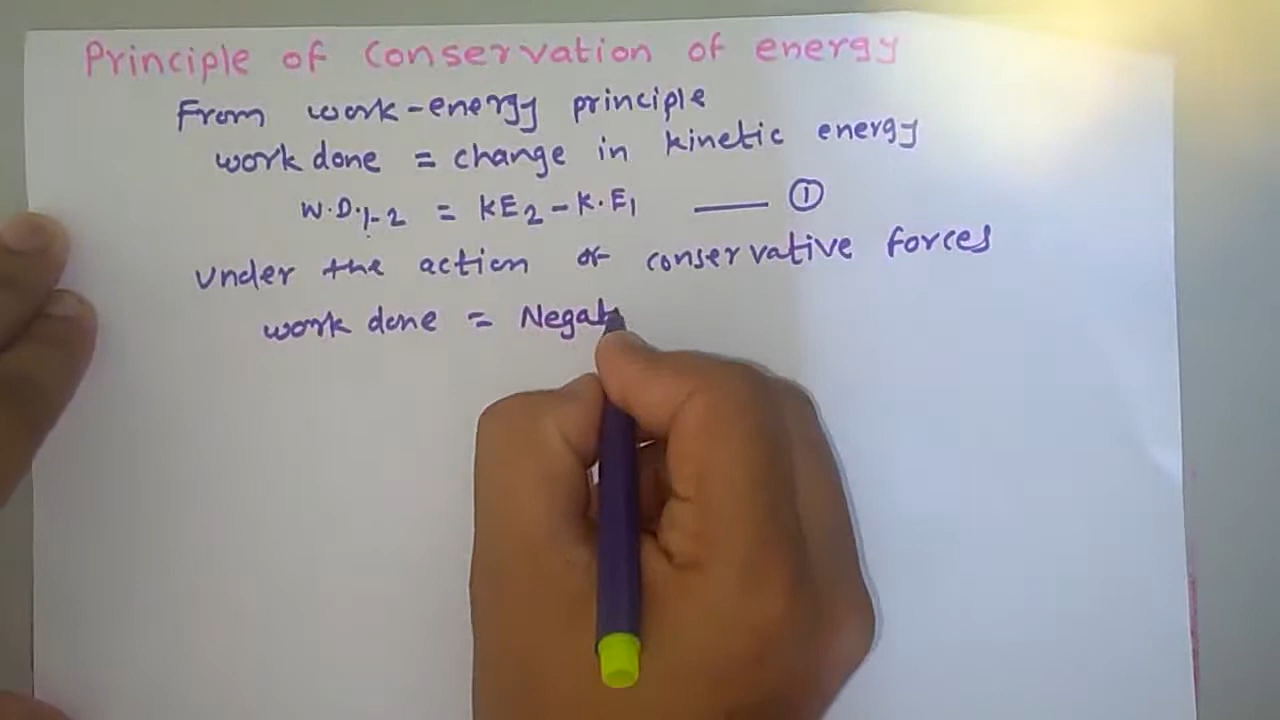 Principle of Conservation of energy
From work-energy principle
work done = change in kinetic energy
W.D.1-2 = KE2 - K.E1 —— ①
Under the action of conservative forces
work done = Negat